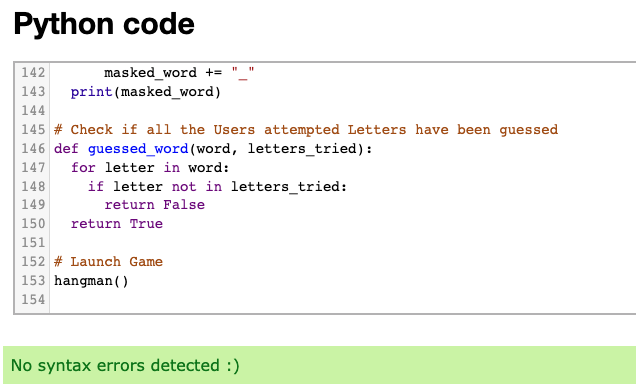 Python code
142       masked_word += "_"
143   print(masked_word)
144
145 # Check if all the Users attempted Letters have been guessed
146 def guessed_word(word, letters_tried):
147   for letter in word:
148     if letter not in letters_tried:
149       return False
150   return True
151
152 # Launch Game
153 hangman()
154
No syntax errors detected :)